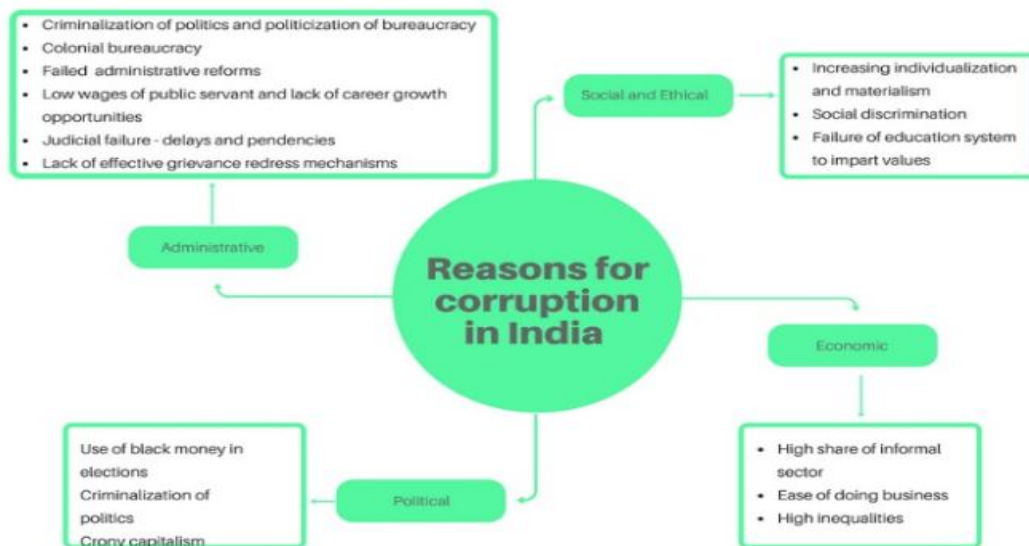 • Criminalization of politics and politicization of bureaucracy
• Colonial bureaucracy
• Failed administrative reforms
• Low wages of public servant and lack of career growth
opportunities
• Judicial failure - delays and pendencies
• Lack of effective grievance redress mechanisms
Social and Ethical
• Increasing individualization
and materialism
• Social discrimination
• Failure of education system
to impart values
Administrative
Reasons for
corruption
in India
Economic
• High share of informal
sector
• Ease of doing business
• High inequalities
Political
Use of black money in
elections
Criminalization of
politics
Crony capitalism